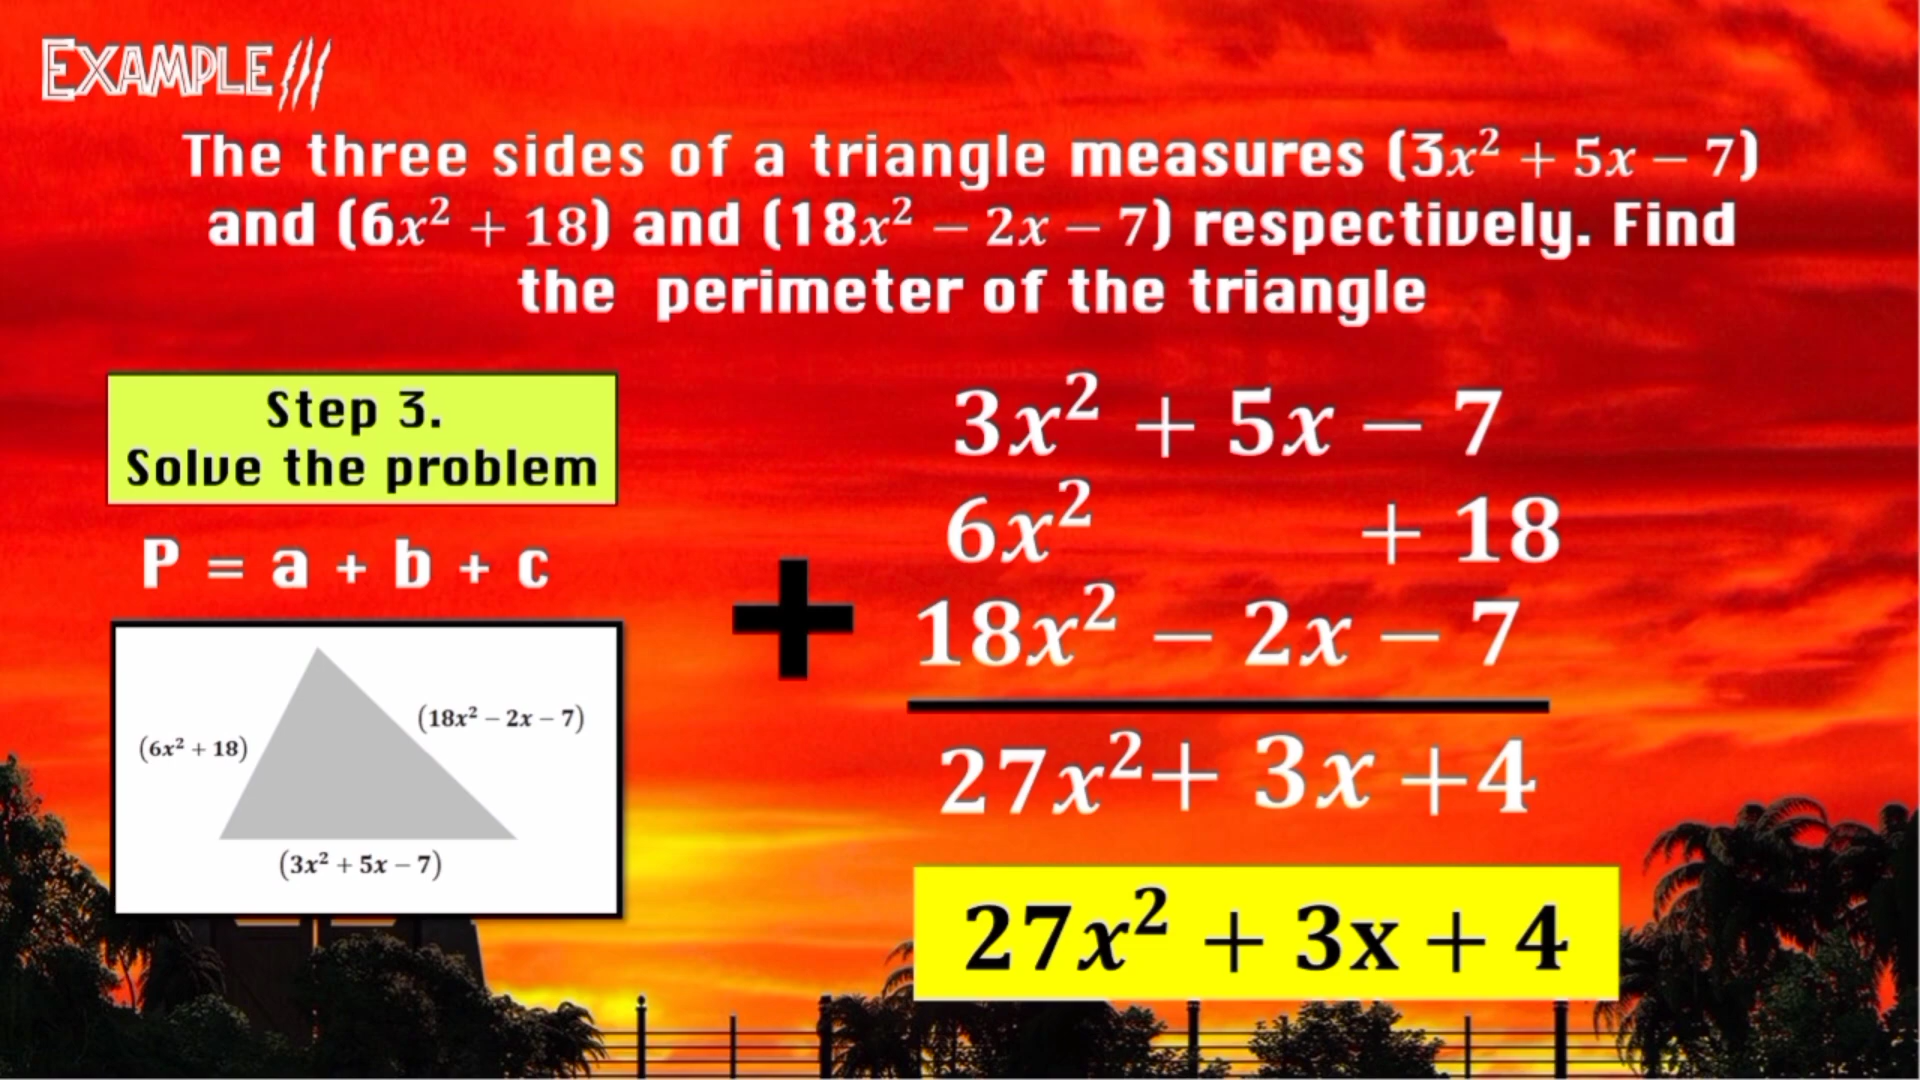 EXAMPLE
The three sides of a triangle measures (3x² + 5x − 7)
and (6x² + 18) and (18x² − 2x − 7) respectively. Find
the perimeter of the triangle
Step 3.
Solve the problem
P = a + b + c
(6x² + 18)
(18x² − 2x − 7)
(3x² + 5x − 7)
+
3x² + 5x − 7
6x² + 18
18x² − 2x − 7
27x² + 3x +4
27x² + 3x + 4